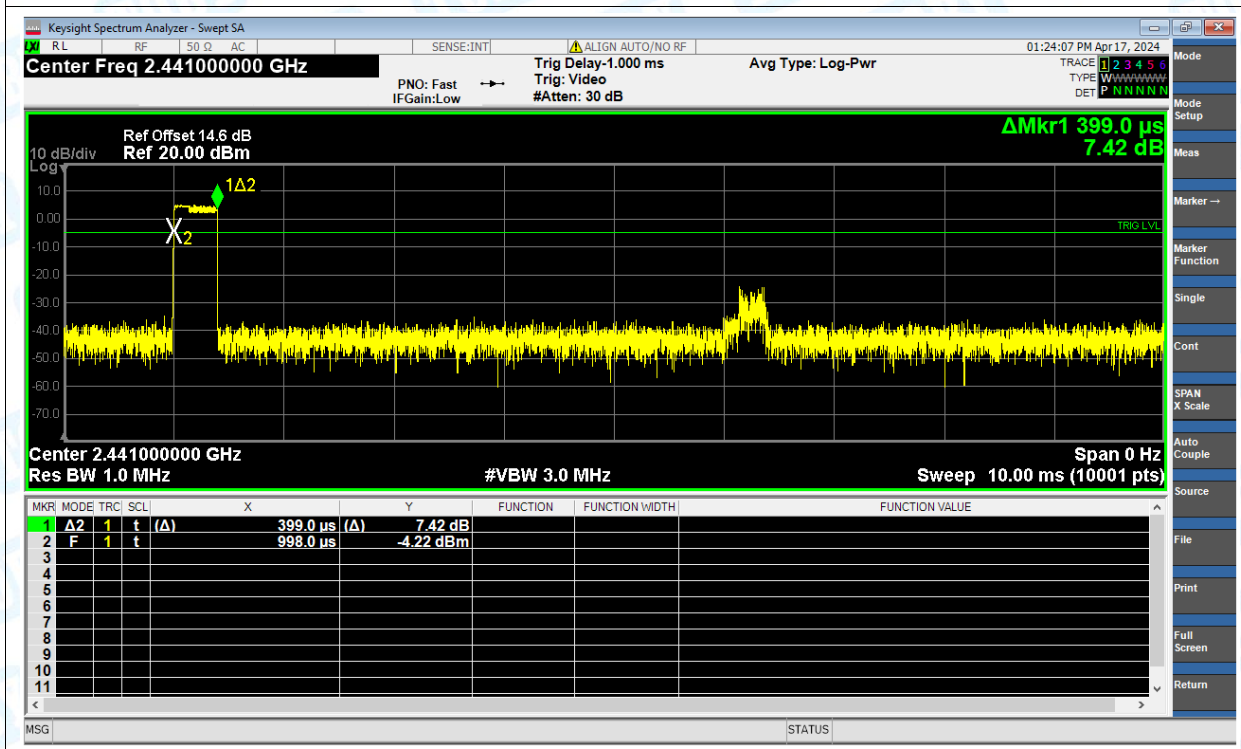 Keysight Spectrum Analyzer - Swept SA
LXI RL RF 50 Ω AC SENSE:INT ALIGN AUTO/NO RF 01:24:07 PM Apr 17, 2024
Center Freq 2.441000000 GHz
PNO: Fast
IFGain:Low
Trig Delay-1.000 ms
Trig: Video
#Atten: 30 dB
Avg Type: Log-Pwr
TRACE 1 2 3 4 5 6
TYPE WWWWWW
DET P N N N N N
ΔMkr1 399.0 µs
7.42 dB
Ref Offset 14.6 dB
10 dB/div Ref 20.00 dBm
Log
10.0
0.00
-10.0
-20.0
-30.0
-40.0
-50.0
-60.0
-70.0
1Δ2
2
TRIG LVL
Center 2.441000000 GHz Span 0 Hz
Res BW 1.0 MHz #VBW 3.0 MHz Sweep 10.00 ms (10001 pts)
MKR MODE TRC SCL X Y FUNCTION FUNCTION WIDTH FUNCTION VALUE
1 Δ2 1 t (Δ) 399.0 µs (Δ) 7.42 dB
2 F 1 t 998.0 µs -4.22 dBm
3
4
5
6
7
8
9
10
11
MSG STATUS
Mode
Mode
Setup
Meas
Marker →
Marker
Function
Single
Cont
SPAN
X Scale
Auto
Couple
Source
File
Print
Full
Screen
Return